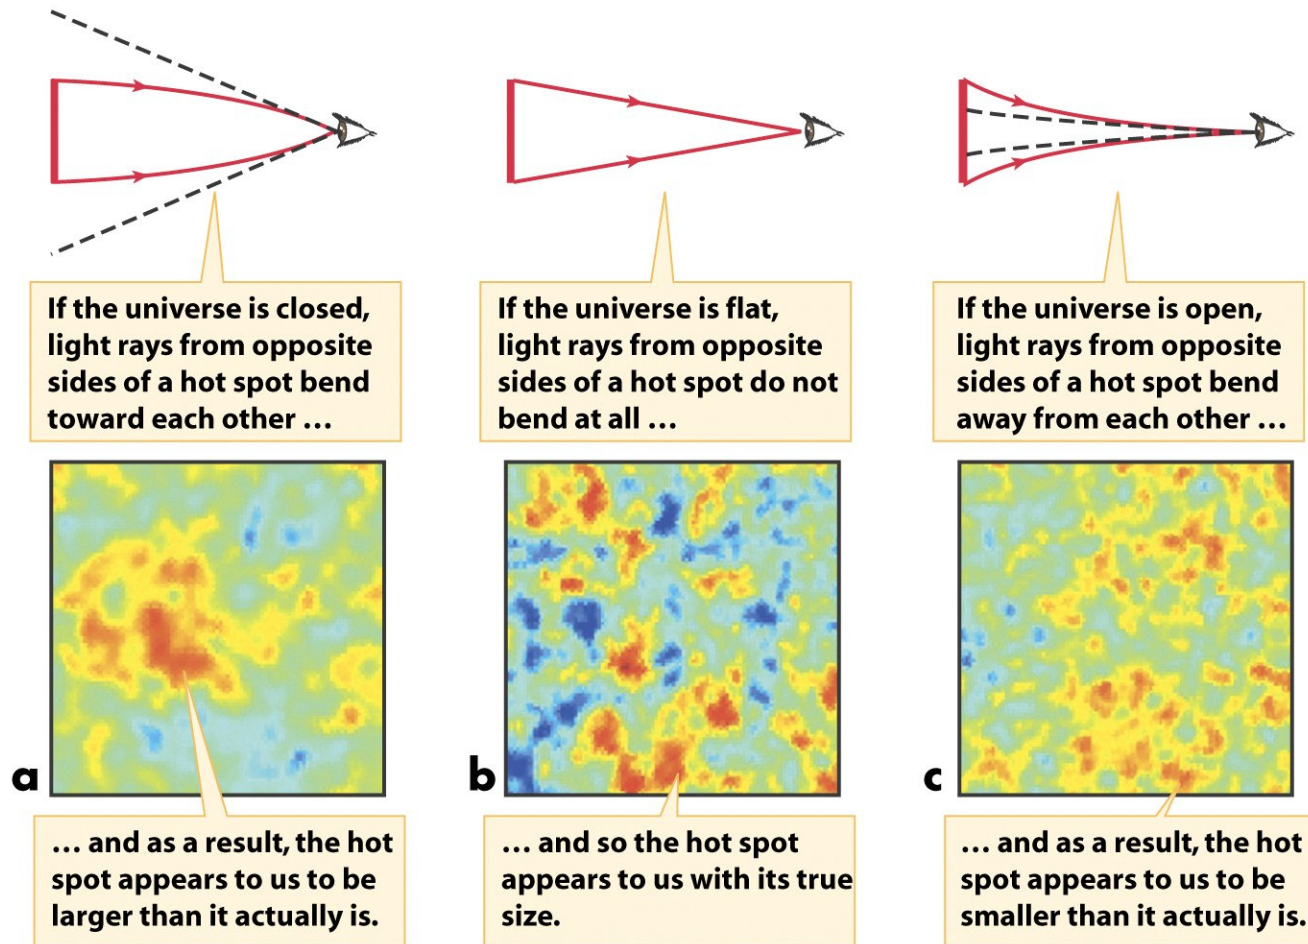 If the universe is closed,
light rays from opposite
sides of a hot spot bend
toward each other ...
If the universe is flat,
light rays from opposite
sides of a hot spot do not
bend at all ...
If the universe is open,
light rays from opposite
sides of a hot spot bend
away from each other ...
a
b
c
... and as a result, the hot
spot appears to us to be
larger than it actually is.
... and so the hot spot
appears to us with its true
size.
... and as a result, the hot
spot appears to us to be
smaller than it actually is.